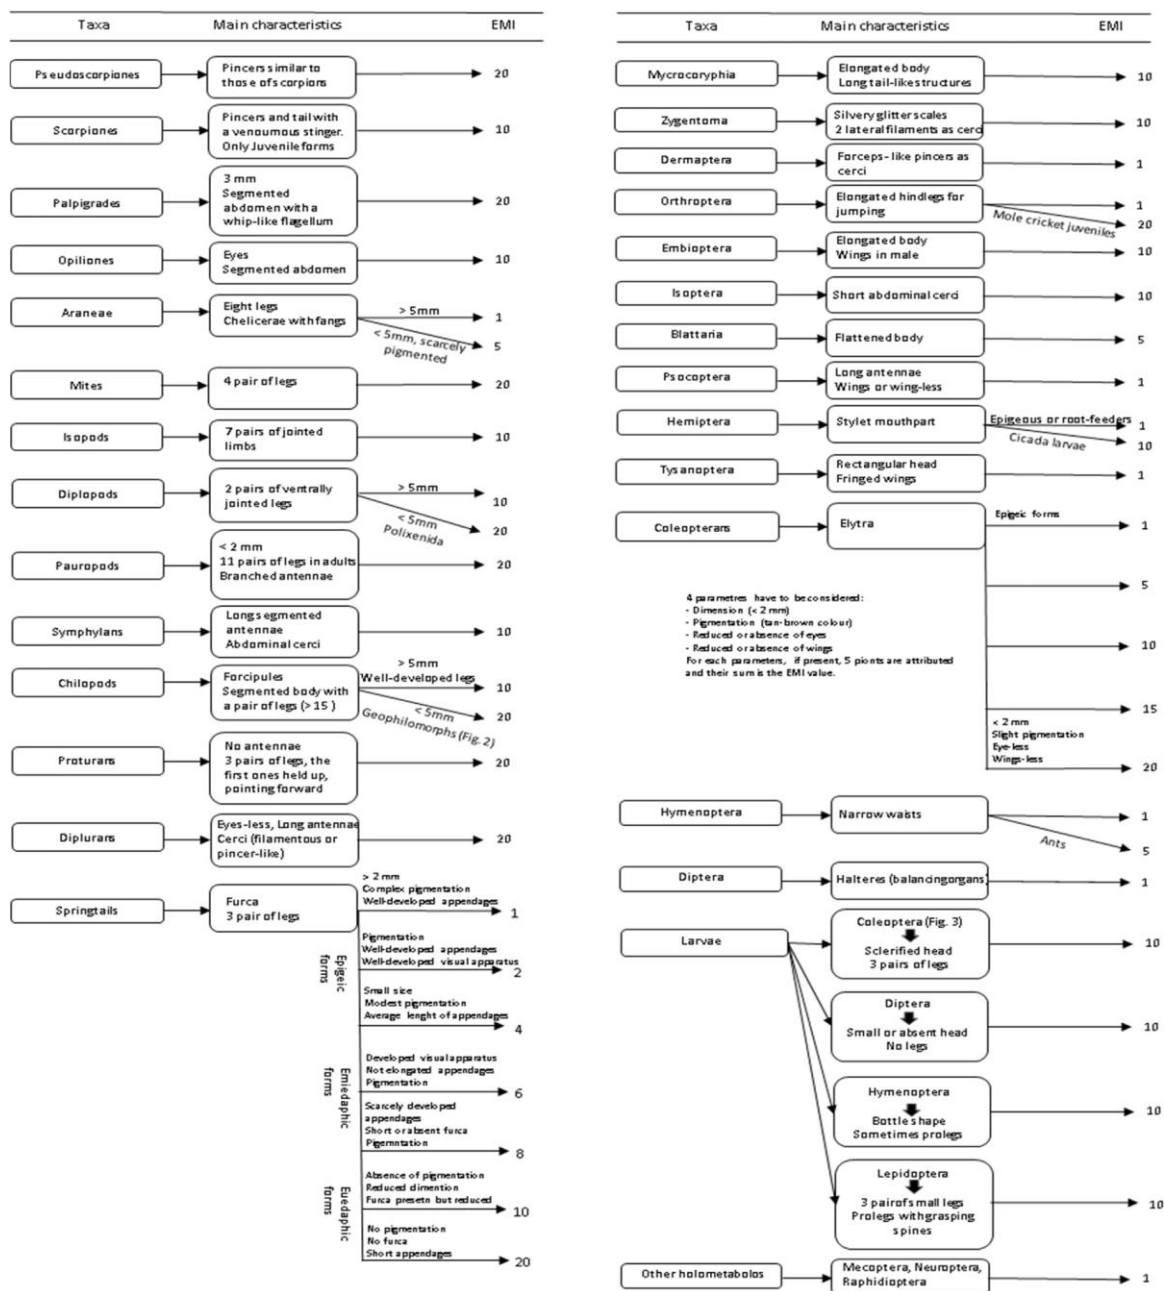 Taxa Main characteristics EMI
Pseudoscorpiones
Pincers similar to
those of scorpions
20
Scorpiones
Pincers and tail with
a venoumous stinger.
Only Juvenile forms
10
Palpigrades
3 mm
Segmented
abdomen with a
whip-like flagellum
20
Opiliones
Eyes
Segmented abdomen
10
Araneae
Eight legs
Chelicerae with fangs
> 5mm
1
< 5mm, scarcely
pigmented
5
Mites
4 pair of legs
20
Isopods
7 pairs of jointed
limbs
10
Diplopods
2 pairs of ventrally
jointed legs
> 5mm
10
< 5mm
Polixenida
20
Pauropods
< 2 mm
11 pairs of legs in adults
Branched antennae
20
Symphylans
Long segmented
antennae
Abdominal cerci
10
Chilopods
Forcipules
Segmented body with
a pair of legs (> 15 )
> 5mm
Well-developed legs
10
< 5mm
Geophilomorphs (Fig. 2)
20
Proturans
No antennae
3 pairs of legs, the
first ones held up,
pointing forward
20
Diplurans
Eyes-less, Long antennae
Cerci (filamentous or
pincer-like)
20
Springtails
Furca
3 pair of legs
> 2 mm
Complex pigmentation
Well-developed appendages
1
Epigeic
forms
Pigmentation
Well-developed appendages
Well-developed visual apparatus
2
Small size
Modest pigmentation
Average lenght of appendages
4
Emiedaphic
forms
Developed visual apparatus
Not elongated appendages
Pigmentation
6
Scarcely developed
appendages
Short or absent furca
Pigemntation
8
Euedaphic
forms
Absence of pigmentation
Reduced dimention
Furca presetn but reduced
10
No pigmentation
No furca
Short appendages
20
Taxa Main characteristics EMI
Mycrocoryphia
Elongated body
Long tail-like structures
10
Zygentoma
Silvery glitter scales
2 lateral filaments as cerci
10
Dermaptera
Forceps- like pincers as
cerci
1
Orthroptera
Elongated hindlegs for
jumping
1
Mole cricket juveniles
20
Embioptera
Elongated body
Wings in male
10
Isoptera
Short abdominal cerci
10
Blattaria
Flattened body
5
Psocoptera
Long antennae
Wings or wing-less
1
Hemiptera
Stylet mouthpart
Epigeous or root-feeders
1
Cicada larvae
10
Tysanoptera
Rectangular head
Fringed wings
1
Coleopterans
Elytra
Epigeic forms
1
5
4 parametres have to be considered:
- Dimension (< 2 mm)
- Pigmentation (tan-brown colour)
- Reduced or absence of eyes
- Reduced or absence of wings
For each parameters, if present, 5 pionts are attributed
and their sum is the EMI value.
10
15
< 2 mm
Slight pigmentation
Eye-less
Wings-less
20
Hymenoptera
Narrow waists
1
Ants
5
Diptera
Halteres (balancingorgans)
1
Larvae
Coleoptera (Fig. 3)
Sclerified head
3 pairs of legs
10
Diptera
Small or absent head
No legs
10
Hymenoptera
Bottle shape
Sometimes prolegs
10
Lepidoptera
3 pairofsmall legs
Prolegs withgrasping
spines
10
Other holometabolos
Mecoptera, Neuroptera,
Raphidioptera
1